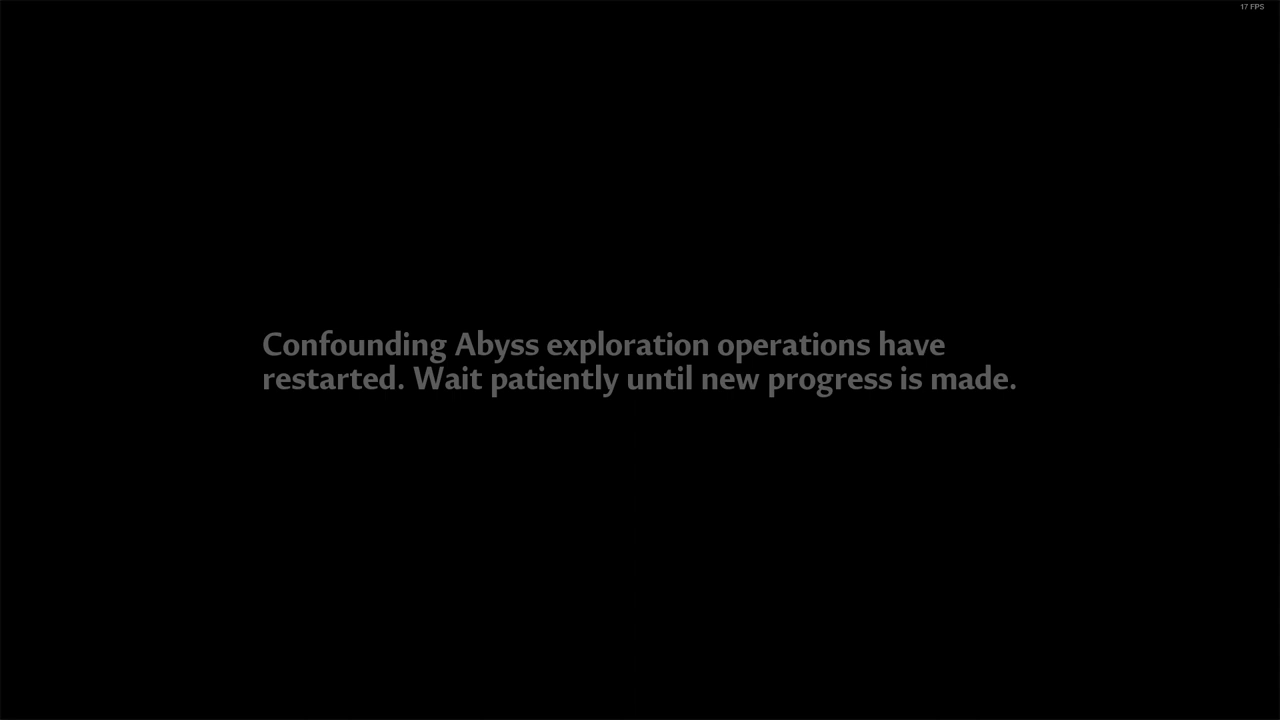 17 FPS
Confounding Abyss exploration operations have
restarted. Wait patiently until new progress is made.